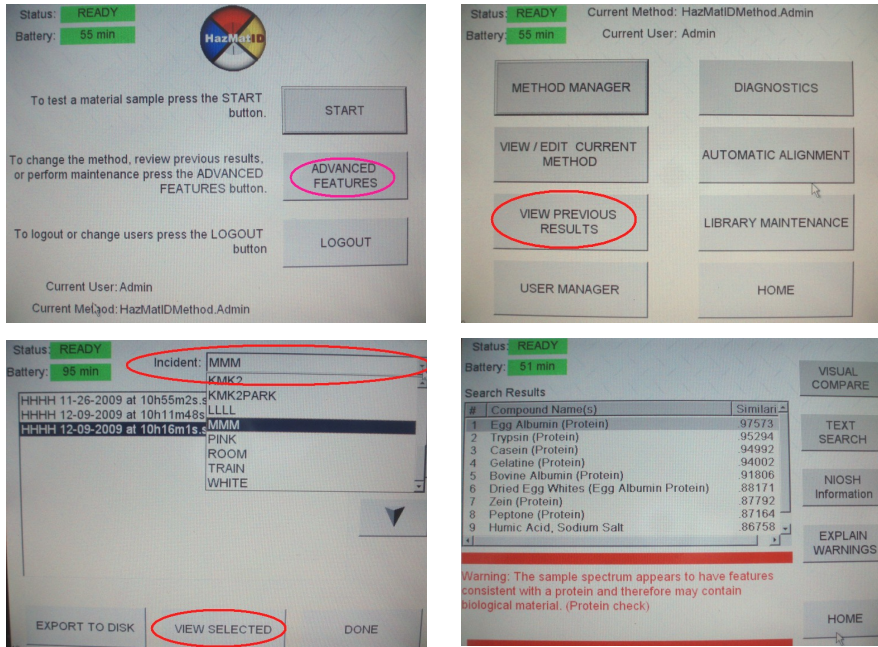 Status: READY
Battery: 55 min
HazMatID
To test a material sample press the START
button.
START
To change the method, review previous results,
or perform maintenance press the ADVANCED
FEATURES button.
ADVANCED
FEATURES
To logout or change users press the LOGOUT
button
LOGOUT
Current User: Admin
Current Method: HazMatIDMethod.Admin
Status: READY
Current Method: HazMatIDMethod.Admin
Battery: 55 min
Current User: Admin
METHOD MANAGER
DIAGNOSTICS
VIEW / EDIT CURRENT
METHOD
AUTOMATIC ALIGNMENT
VIEW PREVIOUS
RESULTS
LIBRARY MAINTENANCE
USER MANAGER
HOME
Status: READY
Battery: 95 min
Incident: MMM
KMK2
KMK2PARK
LLLL
MMM
PINK
ROOM
TRAIN
WHITE
HHHH 11-26-2009 at 10h55m2s.s
HHHH 12-09-2009 at 10h11m48s
HHHH 12-09-2009 at 10h16m1s.s
EXPORT TO DISK
VIEW SELECTED
DONE
Status: READY
Battery: 51 min
Search Results
# Compound Name(s) Similari
1 Egg Albumin (Protein) .97573
2 Trypsin (Protein) .95294
3 Casein (Protein) .94992
4 Gelatine (Protein) .94002
5 Bovine Albumin (Protein) .91806
6 Dried Egg Whites (Egg Albumin Protein) .88171
7 Zein (Protein) .87792
8 Peptone (Protein) .87164
9 Humic Acid, Sodium Salt .86758
Warning: The sample spectrum appears to have features
consistent with a protein and therefore may contain
biological material. (Protein check)
VISUAL
COMPARE
TEXT
SEARCH
NIOSH
Information
EXPLAIN
WARNINGS
HOME